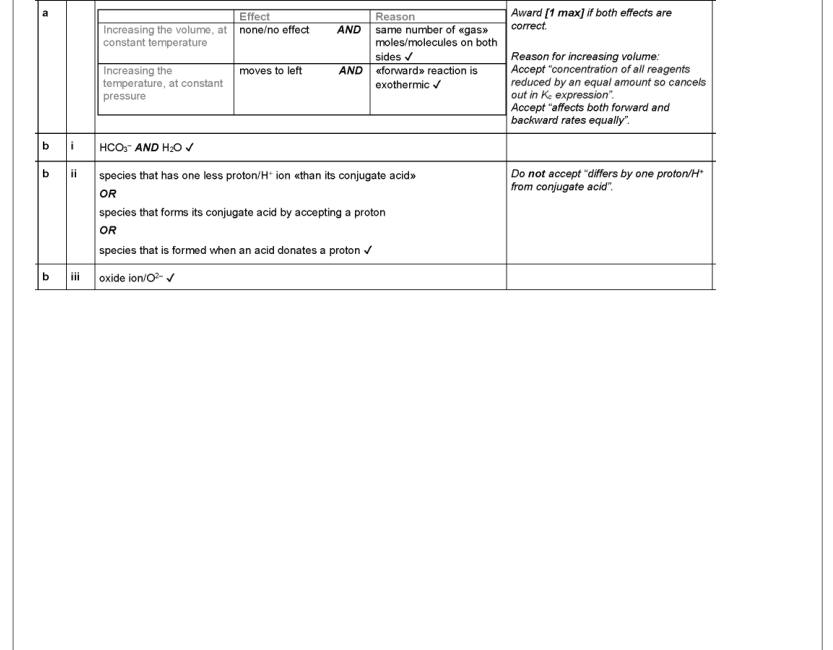 a
Effect Reason
Increasing the volume, at constant temperature
none/no effect AND
same number of «gas» moles/molecules on both sides ✓
Increasing the temperature, at constant pressure
moves to left AND
«forward» reaction is exothermic ✓
Award [1 max] if both effects are correct.
Reason for increasing volume:
Accept "concentration of all reagents reduced by an equal amount so cancels out in Kc expression".
Accept "affects both forward and backward rates equally".
b i HCO₃⁻ AND H₂O ✓
b ii species that has one less proton/H⁺ ion «than its conjugate acid»
OR
species that forms its conjugate acid by accepting a proton
OR
species that is formed when an acid donates a proton ✓
Do not accept "differs by one proton/H⁺ from conjugate acid".
b iii oxide ion/O²⁻ ✓